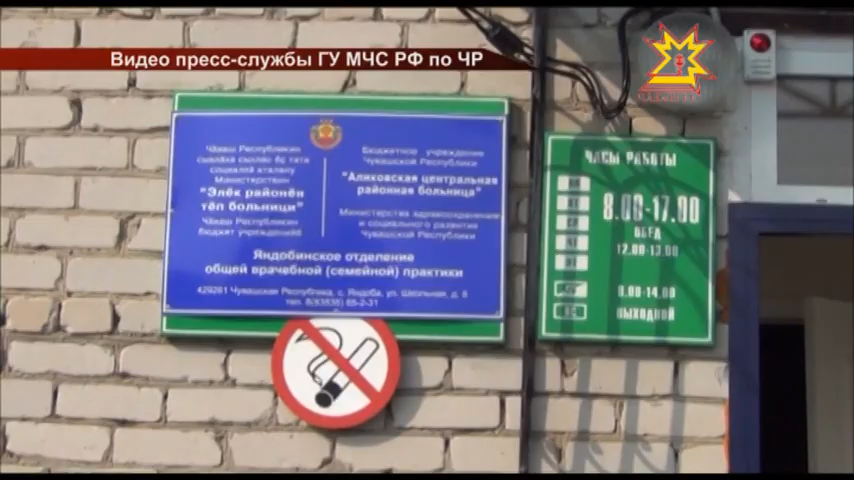 Видео пресс-службы ГУ МЧС РФ по ЧР
Чӑваш Республикин
сывлӑха сыхлас ӗҫ тата
социаллӑ аталану
Министерствин
"Элӗк районӗн
тӗп больници"
Чӑваш Республикин
бюджет учрежденийӗ
Бюджетное учреждение
Чувашской Республики
"Аликовская центральная
районная больница"
Министерства здравоохранения
и социального развития
Чувашской Республики
Яндобинское отделение
общей врачебной (семейной) практики
429261 Чувашская Республика, с. Яндоба, ул. Школьная, д. 6
тел. 8(83535) 65-2-31
ЧАСЫ РАБОТЫ
8.00-17.00
ОБЕД
12.00-13.00
8.00-14.00
ВЫХОДНОЙ